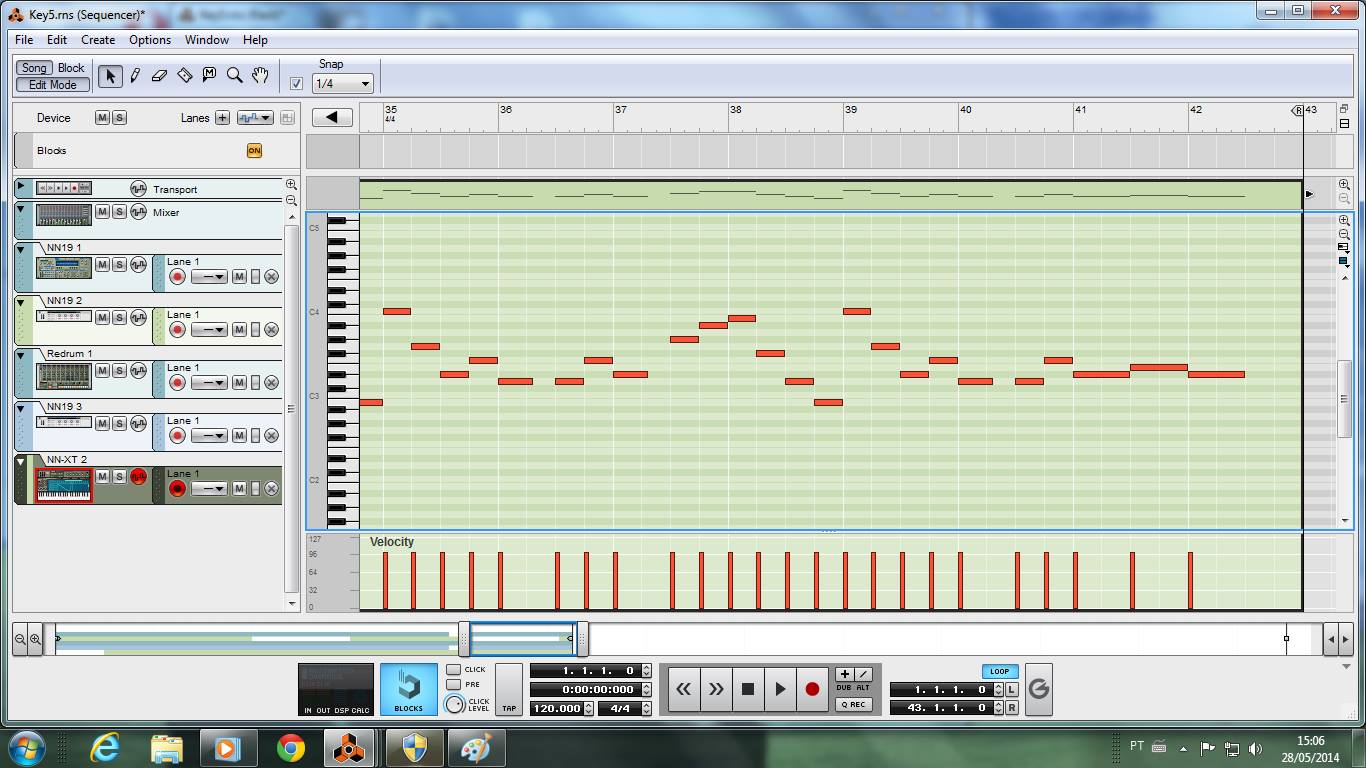 Key5.rns (Sequencer)*
File Edit Create Options Window Help
Song Block
Edit Mode
Snap
1/4
Device M S Lanes
35 36 37 38 39 40 41 42 R 43
4/4
Blocks ON
Transport
Mixer
M S
NN19 1
M S Lane 1
M
NN19 2
M S Lane 1
M
Redrum 1
M S Lane 1
M
NN19 3
M S Lane 1
M
NN-XT 2
M S Lane 1
M
C5
C4
C3
C2
Velocity
127
96
64
32
0
IN OUT DSP CALC
BLOCKS
CLICK
PRE
CLICK
LEVEL
TAP
1. 1. 1. 0
0:00:00:000
120.000 4/4
DUB ALT
Q REC
LOOP
1. 1. 1. 0 L
43. 1. 1. 0 R
PT
15:06
28/05/2014